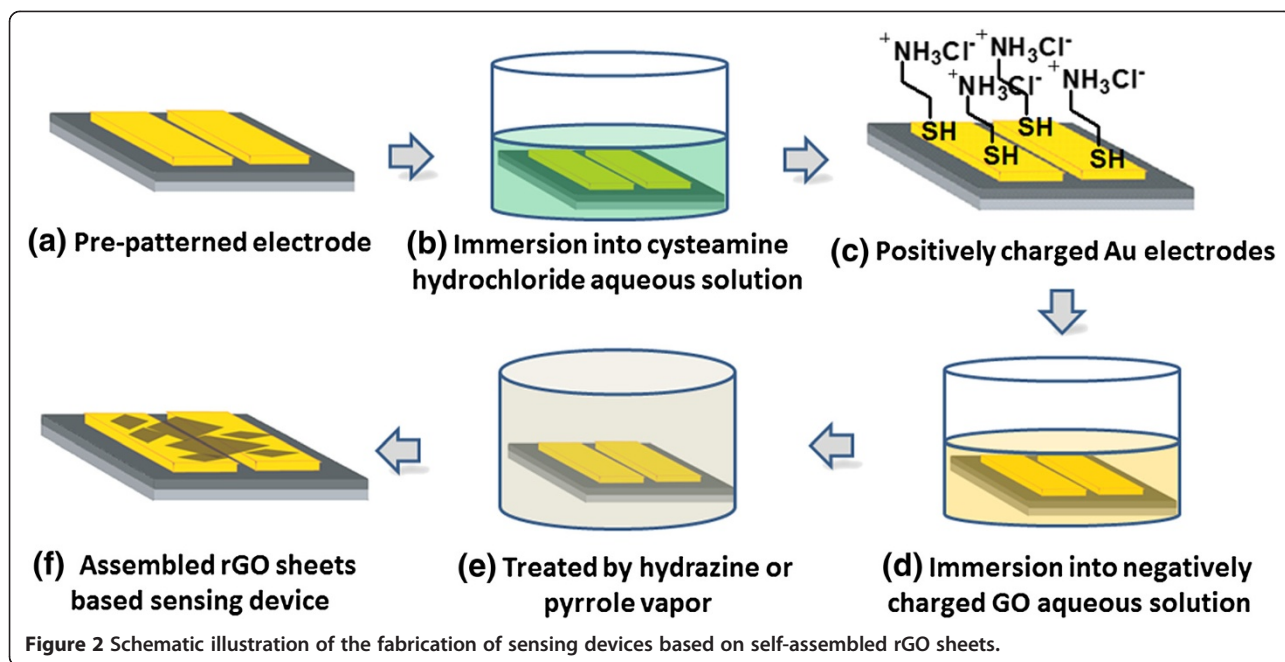 +NH3Cl- +NH3Cl-
+NH3Cl- +NH3Cl-
SH SH SH SH
(a) Pre-patterned electrode
(b) Immersion into cysteamine
hydrochloride aqueous solution
(c) Positively charged Au electrodes
(f) Assembled rGO sheets
based sensing device
(e) Treated by hydrazine or
pyrrole vapor
(d) Immersion into negatively
charged GO aqueous solution
Figure 2 Schematic illustration of the fabrication of sensing devices based on self-assembled rGO sheets.